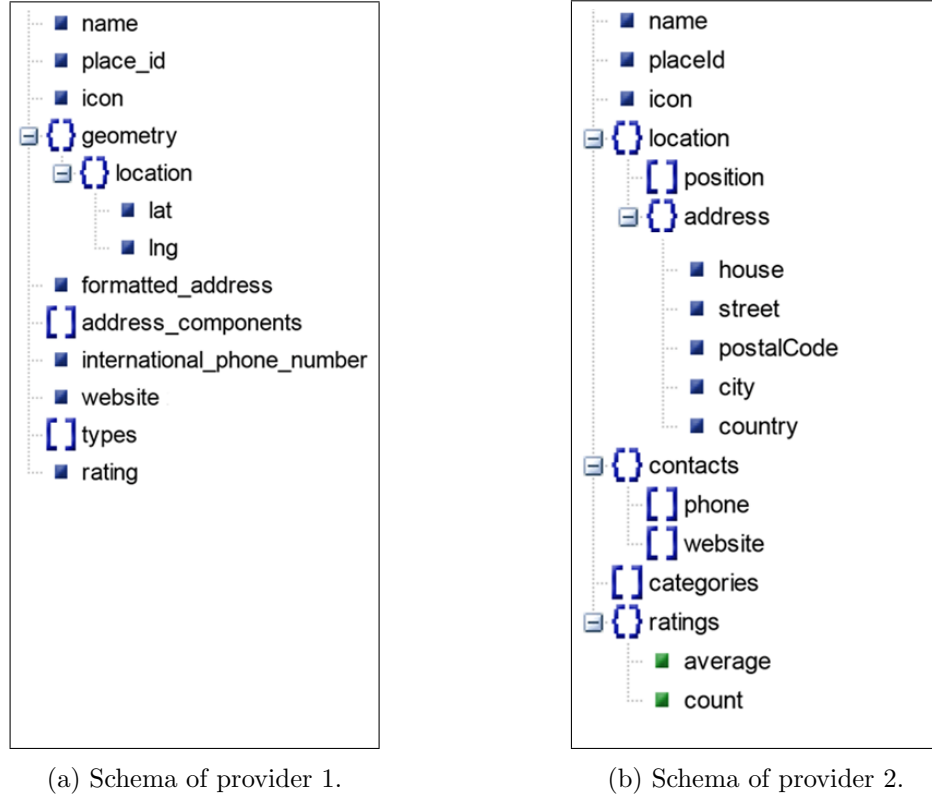 name
place_id
icon
geometry
location
lat
lng
formatted_address
address_components
international_phone_number
website
types
rating
(a) Schema of provider 1.
name
placeId
icon
location
position
address
house
street
postalCode
city
country
contacts
phone
website
categories
ratings
average
count
(b) Schema of provider 2.